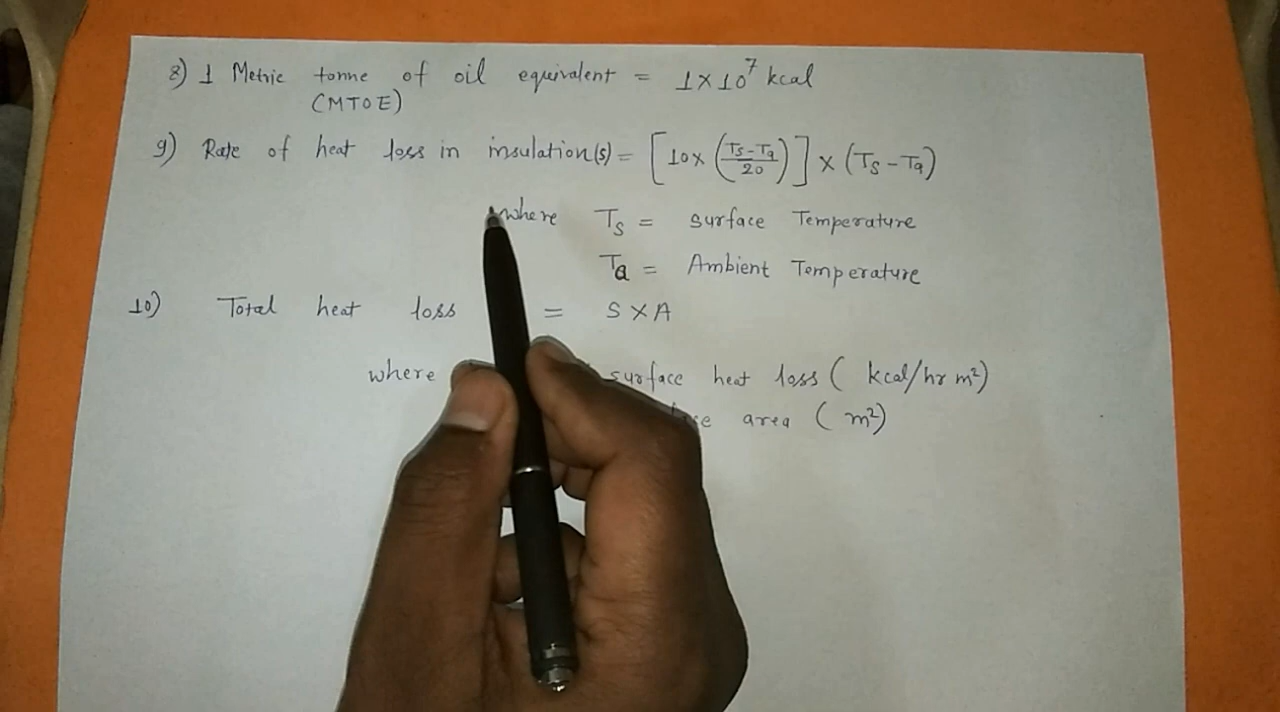 8) 1 Metric tonne of oil equivalent = 1×10⁷ kcal
(MTOE)
9) Rate of heat loss in insulation(s) = [10× (Ts-Ta/20)] × (Ts-Ta)
where Ts = surface Temperature
Ta = Ambient Temperature
10) Total heat loss = S×A
where surface heat loss ( kcal/hr m²)
area ( m²)